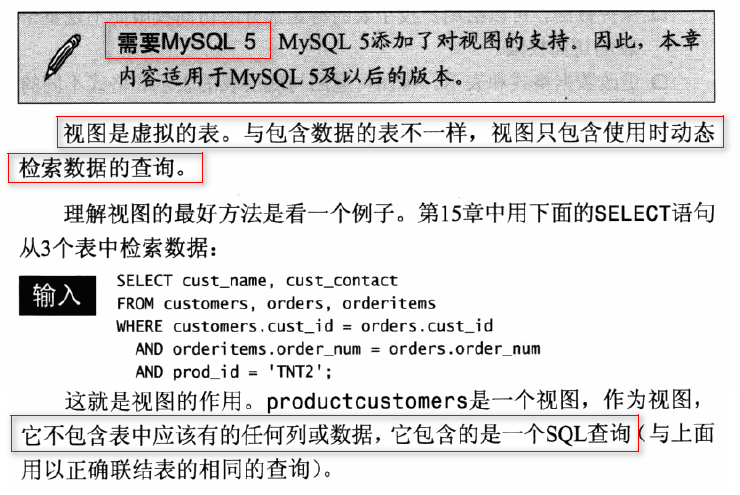 需要MySQL 5 MySQL 5添加了对视图的支持。因此，本章
内容适用于MySQL 5及以后的版本。
视图是虚拟的表。与包含数据的表不一样，视图只包含使用时动态
检索数据的查询。
理解视图的最好方法是看一个例子。第15章中用下面的SELECT语句
从3个表中检索数据：
输入
SELECT cust_name, cust_contact
FROM customers, orders, orderitems
WHERE customers.cust_id = orders.cust_id
AND orderitems.order_num = orders.order_num
AND prod_id = 'TNT2';
这就是视图的作用。productcustomers是一个视图，作为视图，
它不包含表中应该有的任何列或数据，它包含的是一个SQL查询（与上面
用以正确联结表的相同的查询）。